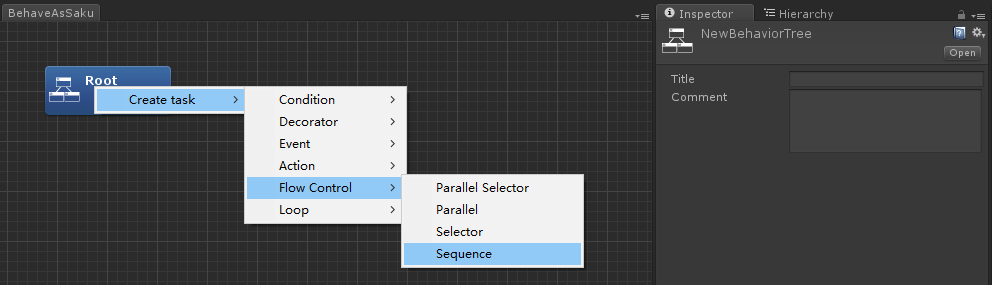 BehaveAsSaku
Root
Create task
Condition
Decorator
Event
Action
Flow Control
Loop
Parallel Selector
Parallel
Selector
Sequence
Inspector
Hierarchy
NewBehaviorTree
Open
Title
Comment